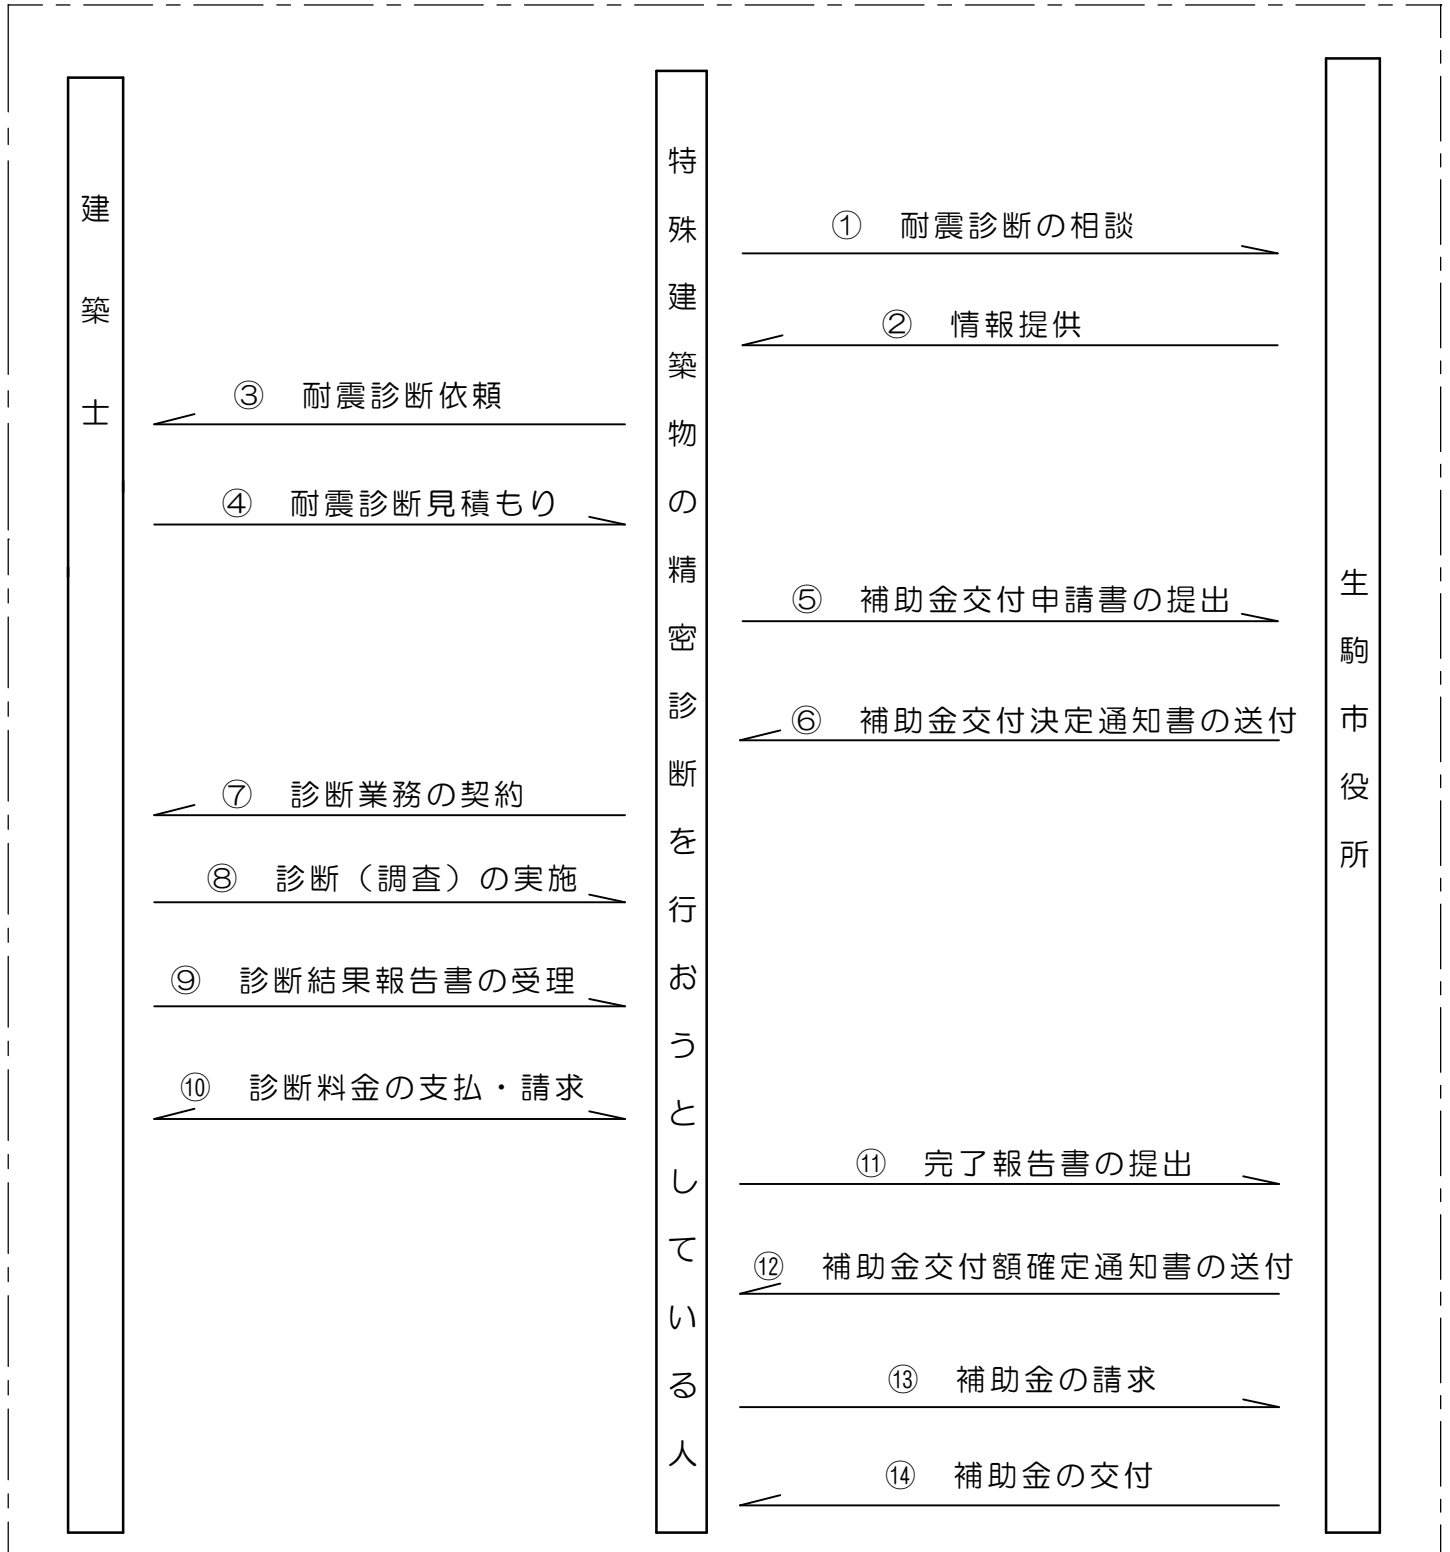 建築士
特殊建築物の精密診断を行おうとしている人
生駒市役所
① 耐震診断の相談
② 情報提供
③ 耐震診断依頼
④ 耐震診断見積もり
⑤ 補助金交付申請書の提出
⑥ 補助金交付決定通知書の送付
⑦ 診断業務の契約
⑧ 診断（調査）の実施
⑨ 診断結果報告書の受理
⑩ 診断料金の支払・請求
⑪ 完了報告書の提出
⑫ 補助金交付額確定通知書の送付
⑬ 補助金の請求
⑭ 補助金の交付